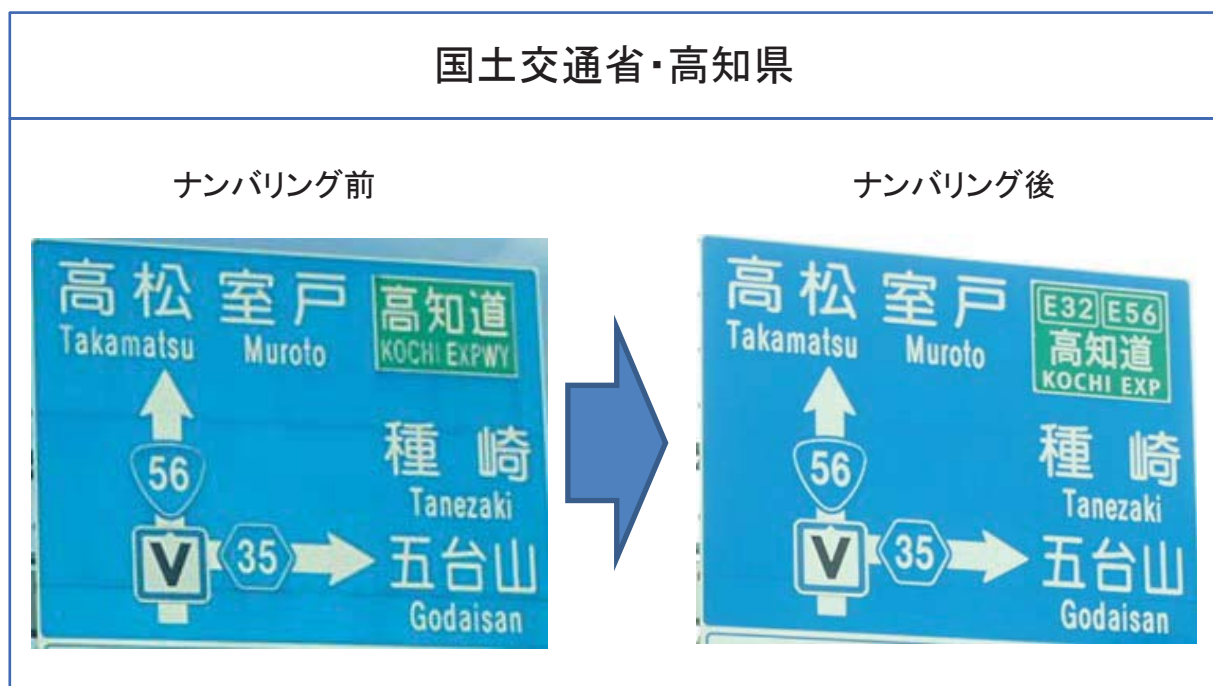 国土交通省・高知県
ナンバリング前
ナンバリング後
高松 室戸 高知道
Takamatsu Muroto KOCHI EXPWY
56
種崎
Tanezaki
V 35 五台山
Godaisan
高松 室戸 E32 E56
Takamatsu Muroto 高知道
KOCHI EXP
56
種崎
Tanezaki
V 35 五台山
Godaisan